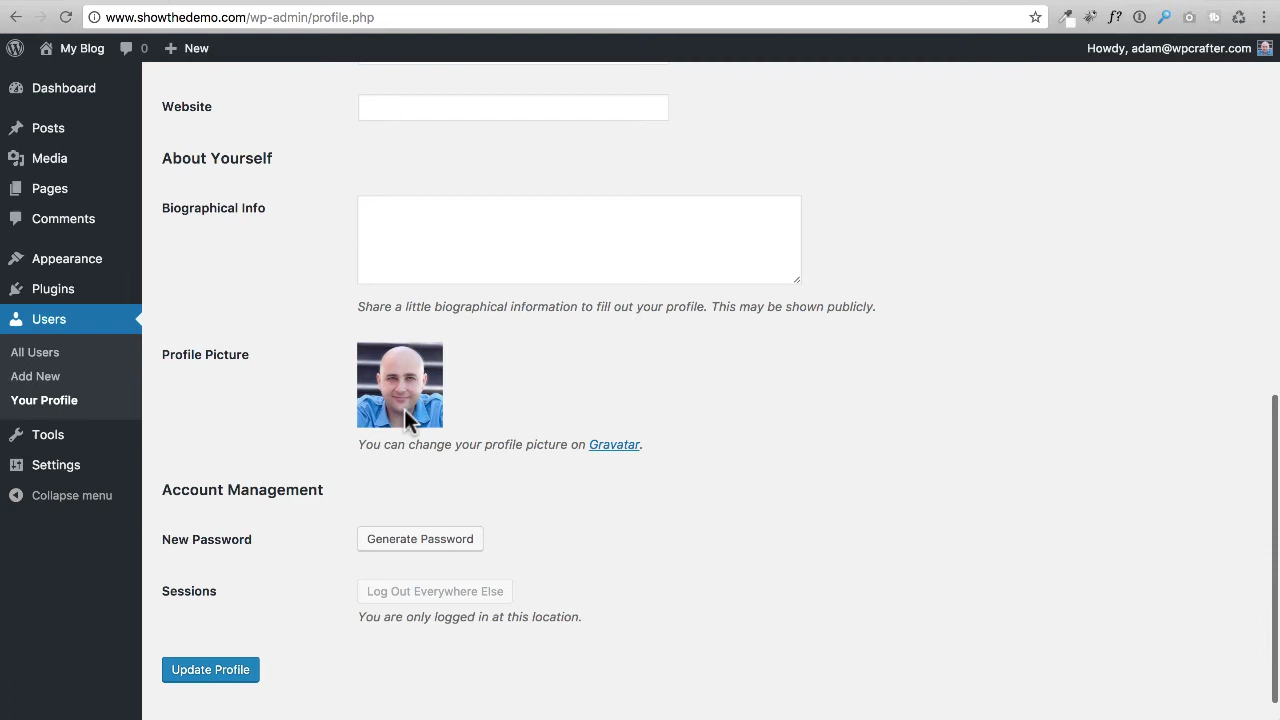 www.showthedemo.com/wp-admin/profile.php
My Blog 0 New Howdy, adam@wpcrafter.com
Dashboard
Posts
Media
Pages
Comments
Appearance
Plugins
Users
All Users
Add New
Your Profile
Tools
Settings
Collapse menu
Website
About Yourself
Biographical Info
Share a little biographical information to fill out your profile. This may be shown publicly.
Profile Picture
You can change your profile picture on Gravatar.
Account Management
New Password Generate Password
Sessions Log Out Everywhere Else
You are only logged in at this location.
Update Profile